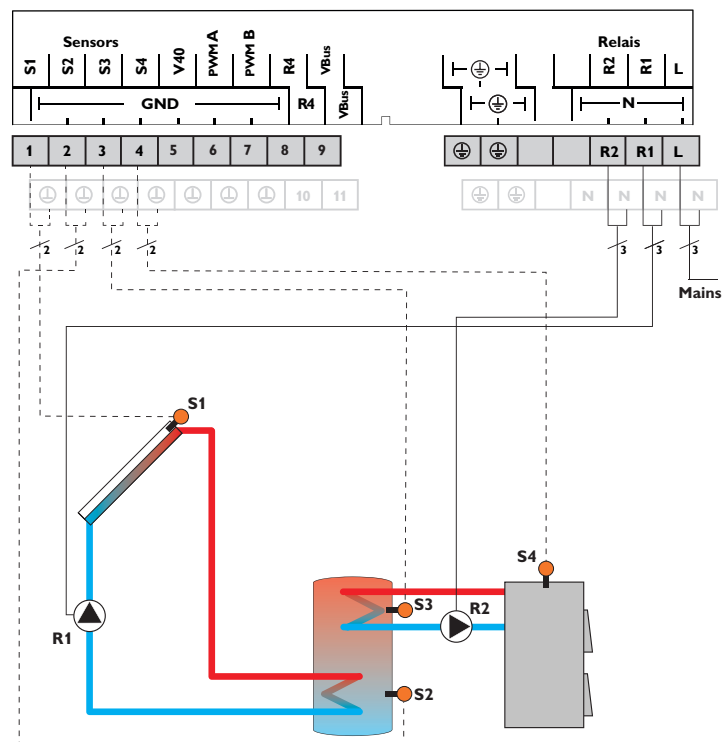 Sensors
Relais
S1 S2 S3 S4 V40 PWM A PWM B R4 VBus
R2 R1 L
GND R4 VBus
N
1 2 3 4 5 6 7 8 9
R2 R1 L
10 11
N N N N
2 2 2 2
3 3 3
Mains
S1
S4
S3
R2
R1
S2